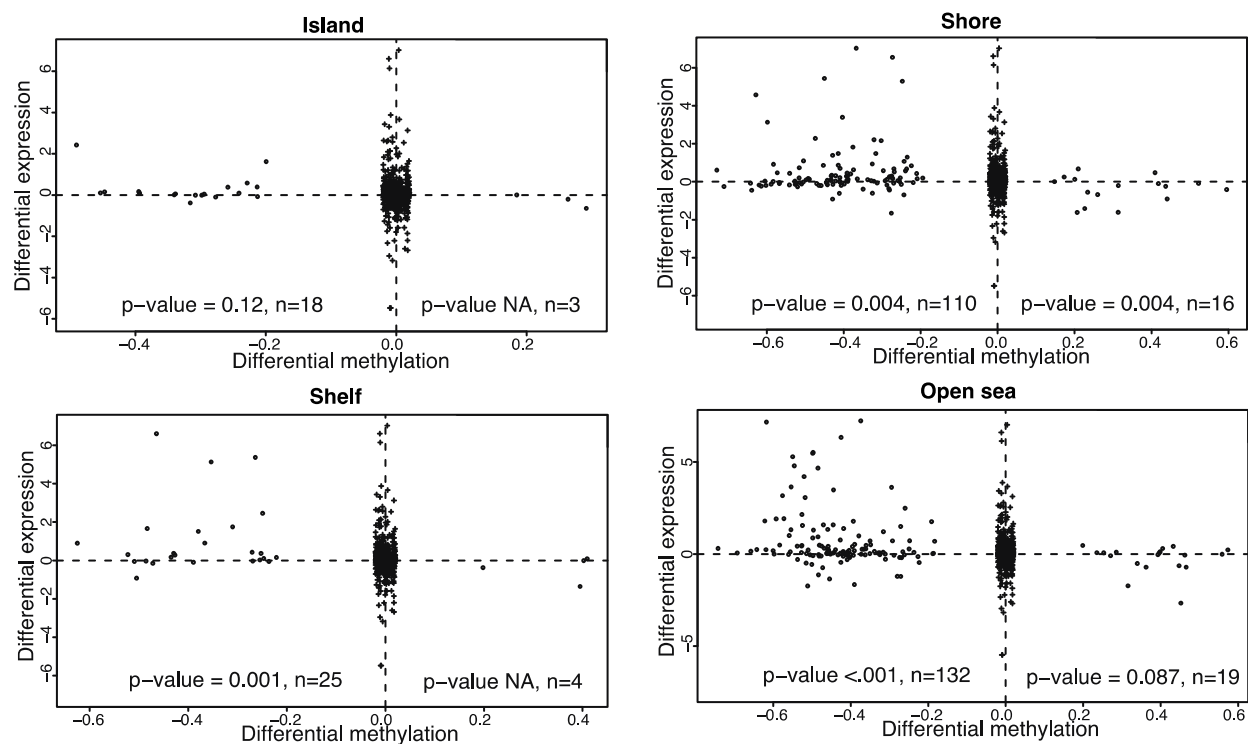 Island
Differential expression
6
4
2
0
−2
−4
−6
p−value = 0.12, n=18
p−value NA, n=3
−0.4
−0.2
0.0
0.2
Differential methylation
Shore
Differential expression
6
4
2
0
−2
−4
−6
p−value = 0.004, n=110
p−value = 0.004, n=16
−0.6
−0.4
−0.2
0.0
0.2
0.4
0.6
Differential methylation
Shelf
Differential expression
6
4
2
0
−2
−4
−6
p−value = 0.001, n=25
p−value NA, n=4
−0.6
−0.4
−0.2
0.0
0.2
0.4
Differential methylation
Open sea
Differential expression
5
0
−5
p−value <.001, n=132
p−value = 0.087, n=19
−0.6
−0.4
−0.2
0.0
0.2
0.4
0.6
Differential methylation